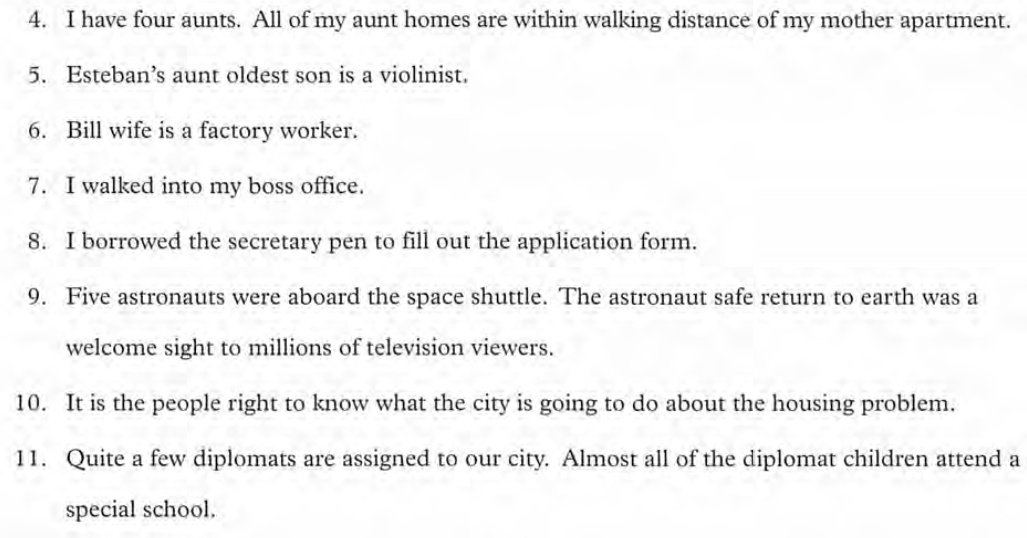 4. I have four aunts. All of my aunt homes are within walking distance of my mother apartment.
5. Esteban's aunt oldest son is a violinist.
6. Bill wife is a factory worker.
7. I walked into my boss office.
8. I borrowed the secretary pen to fill out the application form.
9. Five astronauts were aboard the space shuttle. The astronaut safe return to earth was a
welcome sight to millions of television viewers.
10. It is the people right to know what the city is going to do about the housing problem.
11. Quite a few diplomats are assigned to our city. Almost all of the diplomat children attend a
special school.